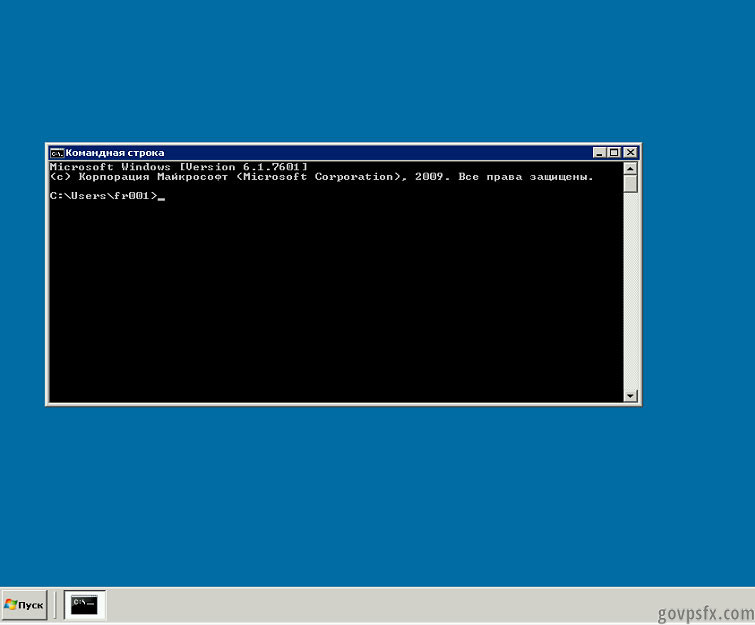 Командная строка
Microsoft Windows [Version 6.1.7601]
(c) Корпорация Майкрософт (Microsoft Corporation), 2009. Все права защищены.
C:\Users\fr001>_
Пуск
govpsfx.com